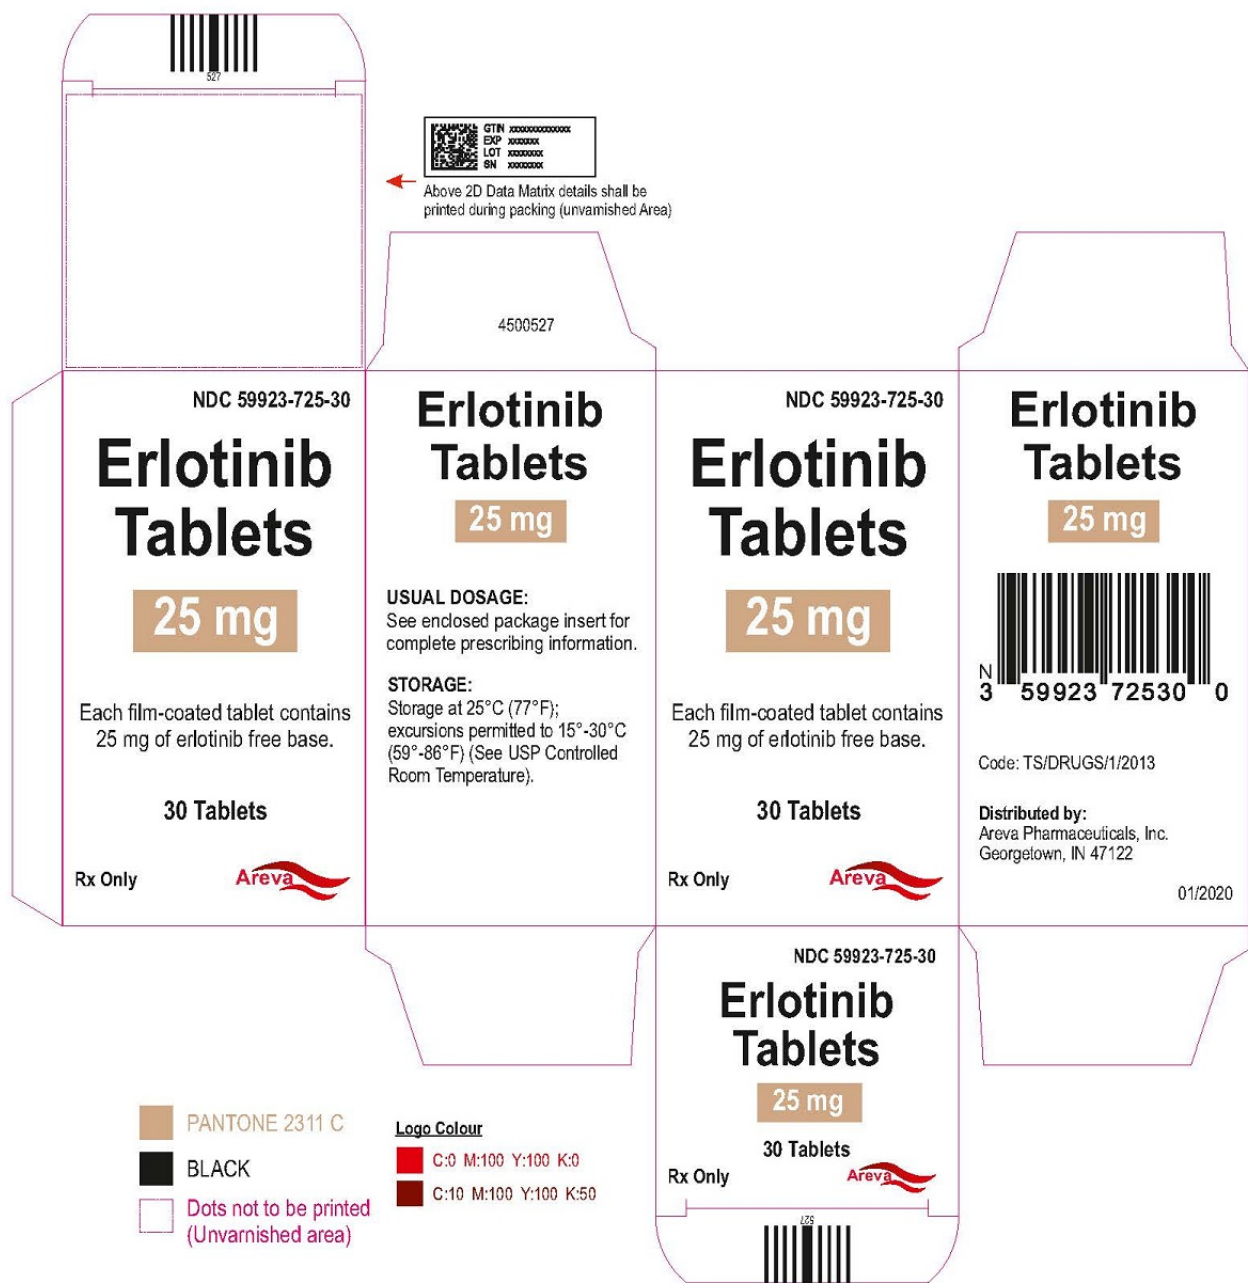 527
GTIN xxxxxxxxxxxxxx
EXP xxxxxxx
LOT xxxxxxxx
SN xxxxxxxx
Above 2D Data Matrix details shall be
printed during packing (unvarnished Area)
4500527
NDC 59923-725-30
Erlotinib
Tablets
25 mg
Each film-coated tablet contains
25 mg of erlotinib free base.
30 Tablets
Rx Only
Areva
Erlotinib
Tablets
25 mg
USUAL DOSAGE:
See enclosed package insert for
complete prescribing information.
STORAGE:
Storage at 25°C (77°F);
excursions permitted to 15°-30°C
(59°-86°F) (See USP Controlled
Room Temperature).
NDC 59923-725-30
Erlotinib
Tablets
25 mg
Each film-coated tablet contains
25 mg of erlotinib free base.
30 Tablets
Rx Only
Areva
Erlotinib
Tablets
25 mg
N
3 59923 72530 0
Code: TS/DRUGS/1/2013
Distributed by:
Areva Pharmaceuticals, Inc.
Georgetown, IN 47122
01/2020
NDC 59923-725-30
Erlotinib
Tablets
25 mg
30 Tablets
Rx Only
Areva
527
PANTONE 2311 C
BLACK
Dots not to be printed
(Unvarnished area)
Logo Colour
C:0 M:100 Y:100 K:0
C:10 M:100 Y:100 K:50